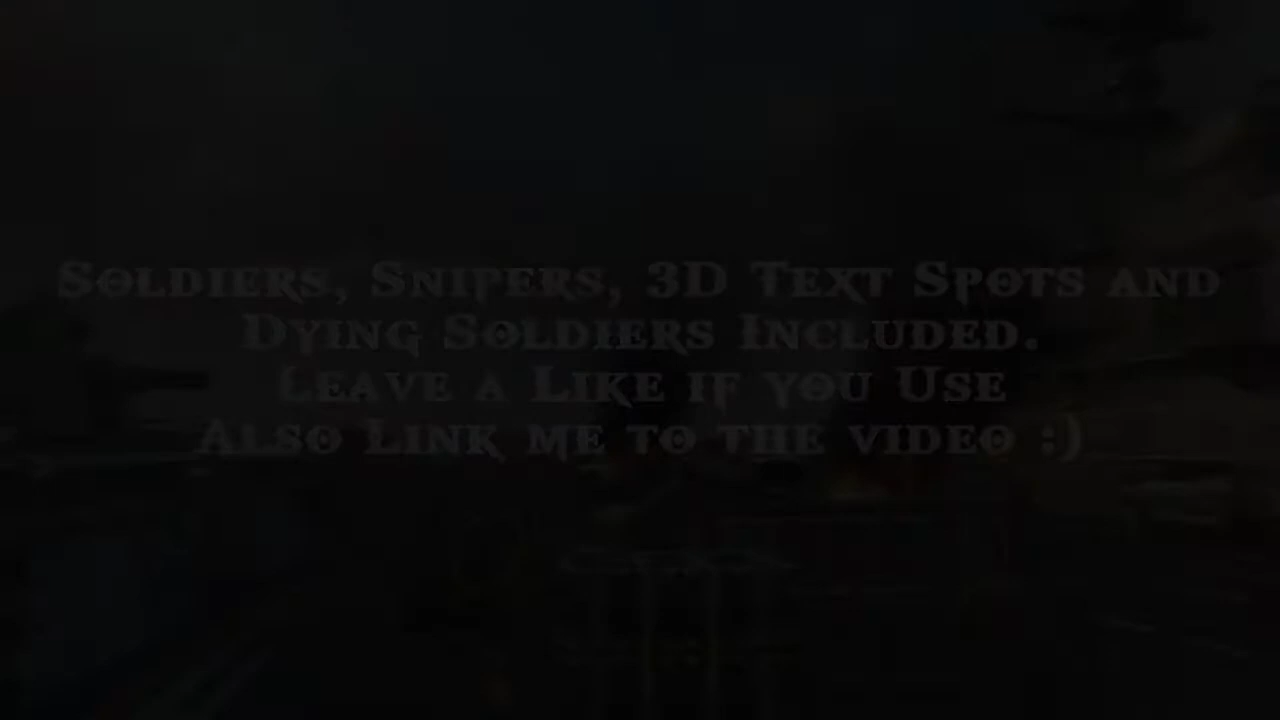 Soldiers, Snipers, 3D Text Spots and
Dying Soldiers Included.
Leave a Like if you Use
Also Link me to the video :)